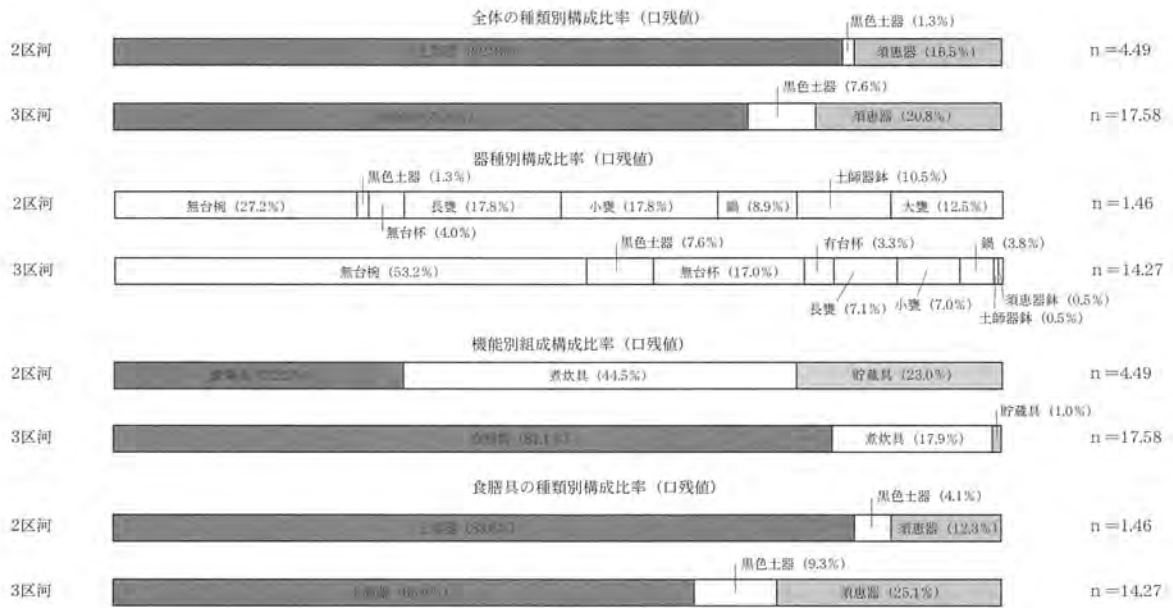 全体の種類別構成比率（口残値）
黒色土器（1.3%）
2区河
須恵器（16.5%）
n＝4.49
黒色土器（7.6%）
3区河
須恵器（20.8%）
n＝17.58
器種別構成比率（口残値）
黒色土器（1.3%）
土師器鉢（10.5%）
2区河
無台椀（27.2%）
長甕（17.8%）
小甕（17.8%）
鍋（8.9%）
大甕（12.5%）
n＝1.46
無台杯（4.0%）
黒色土器（7.6%）
有台杯（3.3%）
鍋（3.8%）
3区河
無台椀（53.2%）
無台杯（17.0%）
n＝14.27
長甕（7.1%）
小甕（7.0%）
須恵器鉢（0.5%）
土師器鉢（0.5%）
機能別組成構成比率（口残値）
2区河
煮炊具（44.5%）
貯蔵具（23.0%）
n＝4.49
貯蔵具（1.0%）
3区河
食膳具（81.1%）
煮炊具（17.9%）
n＝17.58
食膳具の種類別構成比率（口残値）
黒色土器（4.1%）
2区河
土師器（83.6%）
須恵器（12.3%）
n＝1.46
黒色土器（9.3%）
3区河
須恵器（25.1%）
n＝14.27